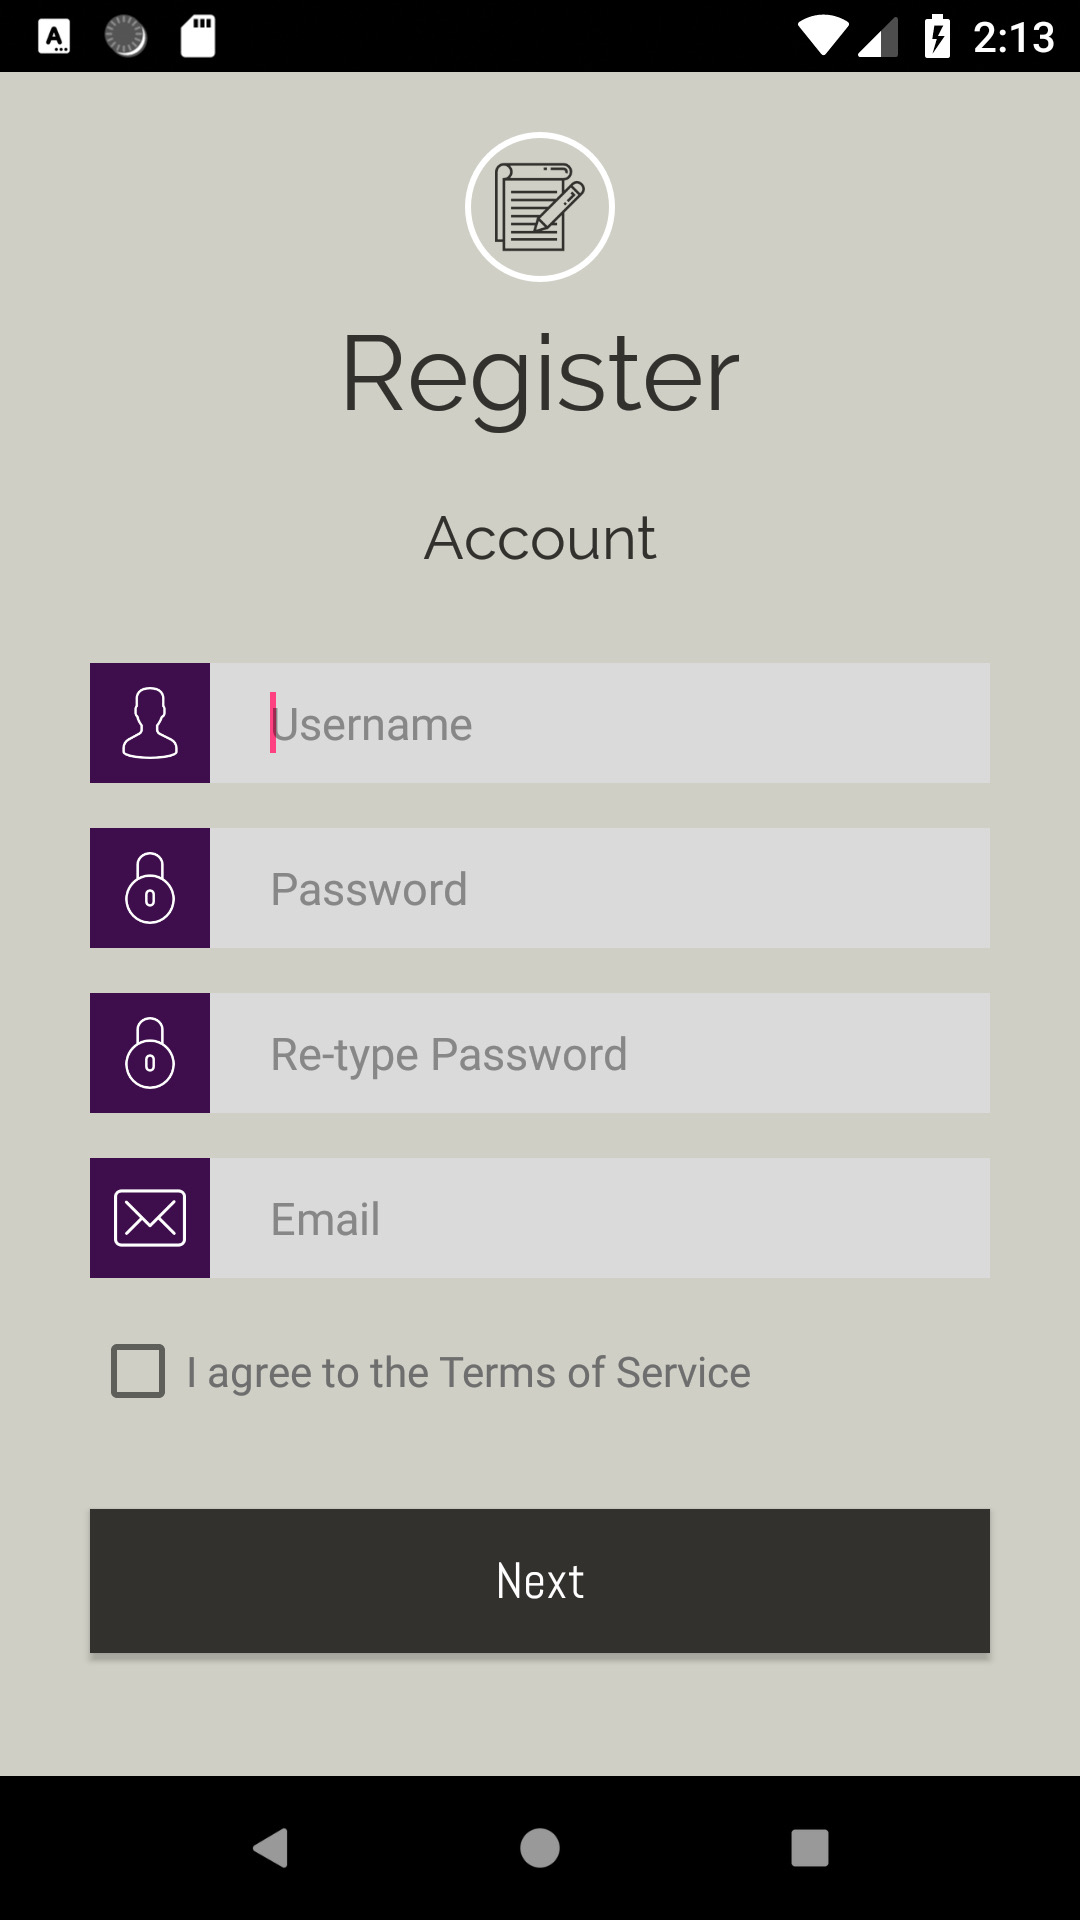 2:13
Register
Account
Username
Password
Re-type Password
Email
I agree to the Terms of Service
Next